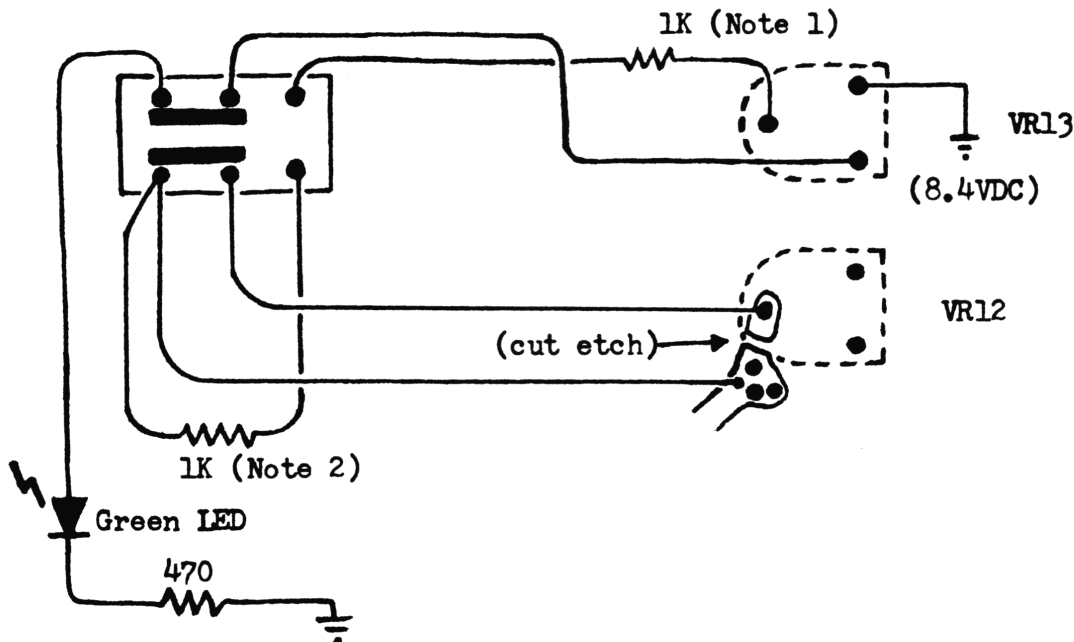 1K (Note 1)
VR13
(8.4VDC)
VR12
(cut etch)
1K (Note 2)
Green LED
470